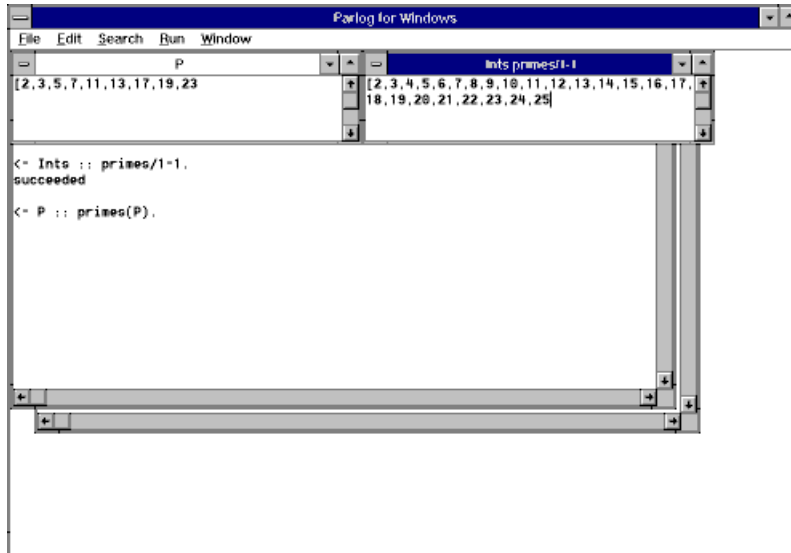 Parlog for Windows
File Edit Search Run Window
P
Ints primes/1-1
[2,3,5,7,11,13,17,19,23
[2,3,4,5,6,7,8,9,10,11,12,13,14,15,16,17,
18,19,20,21,22,23,24,25
<- Ints :: primes/1-1.
succeeded
<- P :: primes(P).